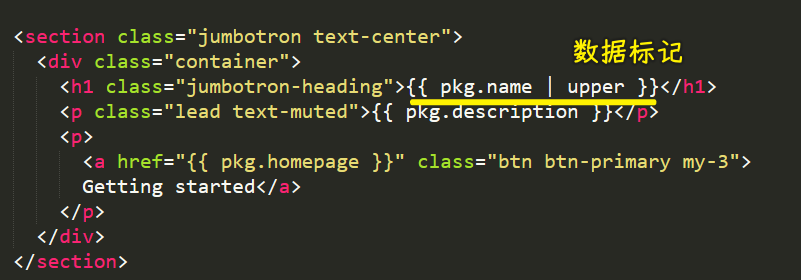 <section class="jumbotron text-center">
数据标记
<div class="container">
<h1 class="jumbotron-heading">{{ pkg.name | upper }}</h1>
<p class="lead text-muted">{{ pkg.description }}</p>
<p>
<a href="{{ pkg.homepage }}" class="btn btn-primary my-3">
Getting started</a>
</p>
</div>
</section>